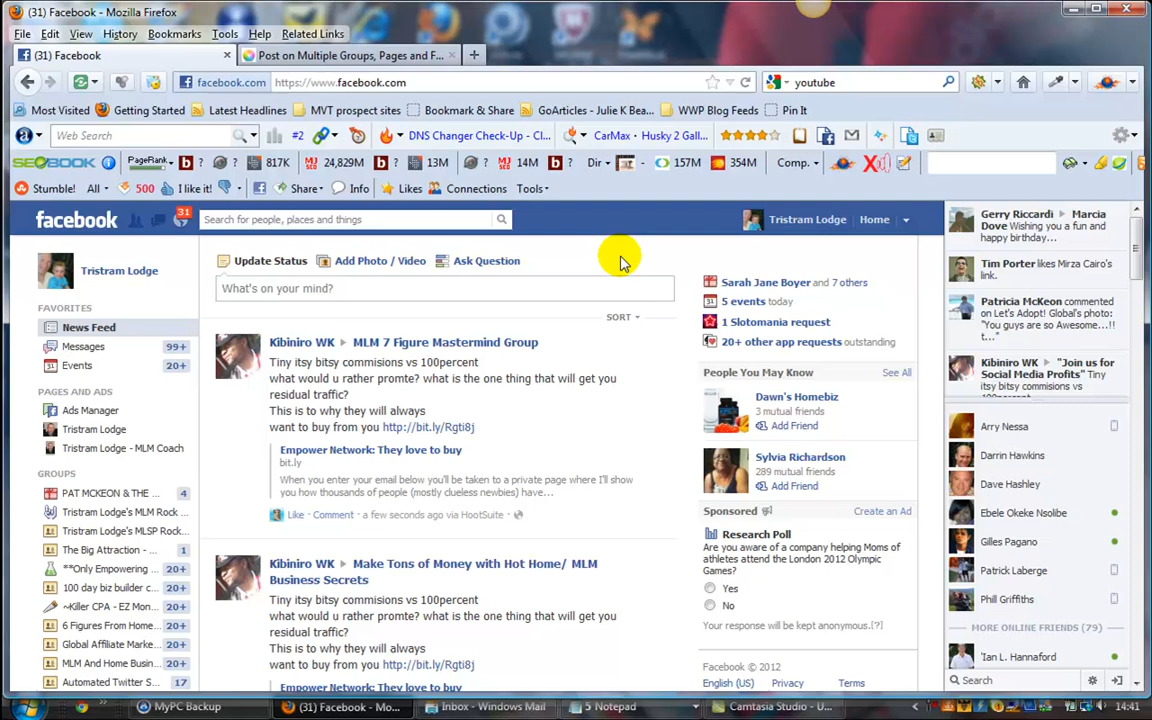 (31) Facebook - Mozilla Firefox
File Edit View History Bookmarks Tools Help Related Links
(31) Facebook
Post on Multiple Groups, Pages and F...
facebook.com https://www.facebook.com
youtube
Most Visited Getting Started Latest Headlines MVT prospect sites Bookmark & Share GoArticles - Julie K Bea... WWP Blog Feeds Pin It
Web Search #2 DNS Changer Check-Up - Cl... CarMax · Husky 2 Gall...
SEOBOOK PageRank ? ? 817K 24,829M ? 13M ? 14M ? Dir 157M 354M Comp.
Stumble! All 500 I like it! Share Info Likes Connections Tools
facebook
31
Search for people, places and things
Tristram Lodge Home
Tristram Lodge
FAVORITES
News Feed
Messages 99+
Events 20+
PAGES AND ADS
Ads Manager
Tristram Lodge
Tristram Lodge - MLM Coach
GROUPS
PAT MCKEON & THE ... 4
Tristram Lodge's MLM Rock ...
Tristram Lodge's MLSP Rock...
The Big Attraction - ... 1
**Only Empowering ... 20+
100 day biz builder c... 20+
~Killer CPA - EZ Mon... 20+
6 Figures From Home... 20+
Global Affiliate Marke... 20+
MLM And Home Busin... 20+
Automated Twitter S... 17
Update Status Add Photo / Video Ask Question
What's on your mind?
SORT
Kibiniro WK MLM 7 Figure Mastermind Group
Tiny itsy bitsy commisions vs 100percent
what would u rather promte? what is the one thing that will get you
residual traffic?
This is to why they will always
want to buy from you http://bit.ly/Rgti8j
Empower Network: They love to buy
bit.ly
When you enter your email below you'll be taken to a private page where I'll show
you how thousands of people (mostly clueless newbies) have...
Like · Comment · a few seconds ago via HootSuite ·
Kibiniro WK Make Tons of Money with Hot Home/ MLM
Business Secrets
Tiny itsy bitsy commisions vs 100percent
what would u rather promte? what is the one thing that will get you
residual traffic?
This is to why they will always
want to buy from you http://bit.ly/Rgti8j
Empower Network: They love to buy
Sarah Jane Boyer and 7 others
5 events today
1 Slotomania request
20+ other app requests outstanding
People You May Know See All
Dawn's Homebiz
3 mutual friends
Add Friend
Sylvia Richardson
289 mutual friends
Add Friend
Sponsored Create an Ad
Research Poll
Are you aware of a company helping Moms of
athletes attend the London 2012 Olympic
Games?
Yes
No
Your response will be kept anonymous.[?]
Facebook © 2012
English (US) Privacy Terms
Gerry Riccardi Marcia
Dove Wishing you a fun and
happy birthday...
Tim Porter likes Mirza Cairo's
link.
Patricia McKeon commented
on Let's Adopt! Global's photo:
"You guys are so Awesome...!!
t..."
Kibiniro WK "Join us for
Social Media Profits" Tiny
itsy bitsy commisions vs
100percent
Arry Nessa
Darrin Hawkins
Dave Hashley
Ebele Okeke Nsolibe
Gilles Pagano
Patrick Laberge
Phil Griffiths
MORE ONLINE FRIENDS (79)
'Ian L. Hannaford
Search
MyPC Backup (31) Facebook - Mo... Inbox - Windows Mail 5 Notepad Camtasia Studio - U... 14:41